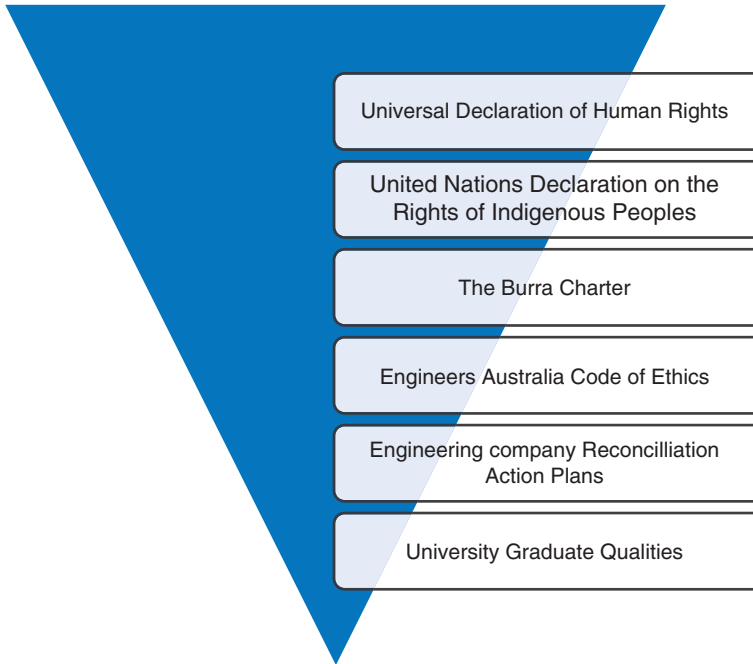 Universal Declaration of Human Rights
United Nations Declaration on the
Rights of Indigenous Peoples
The Burra Charter
Engineers Australia Code of Ethics
Engineering company Reconcilliation
Action Plans
University Graduate Qualities